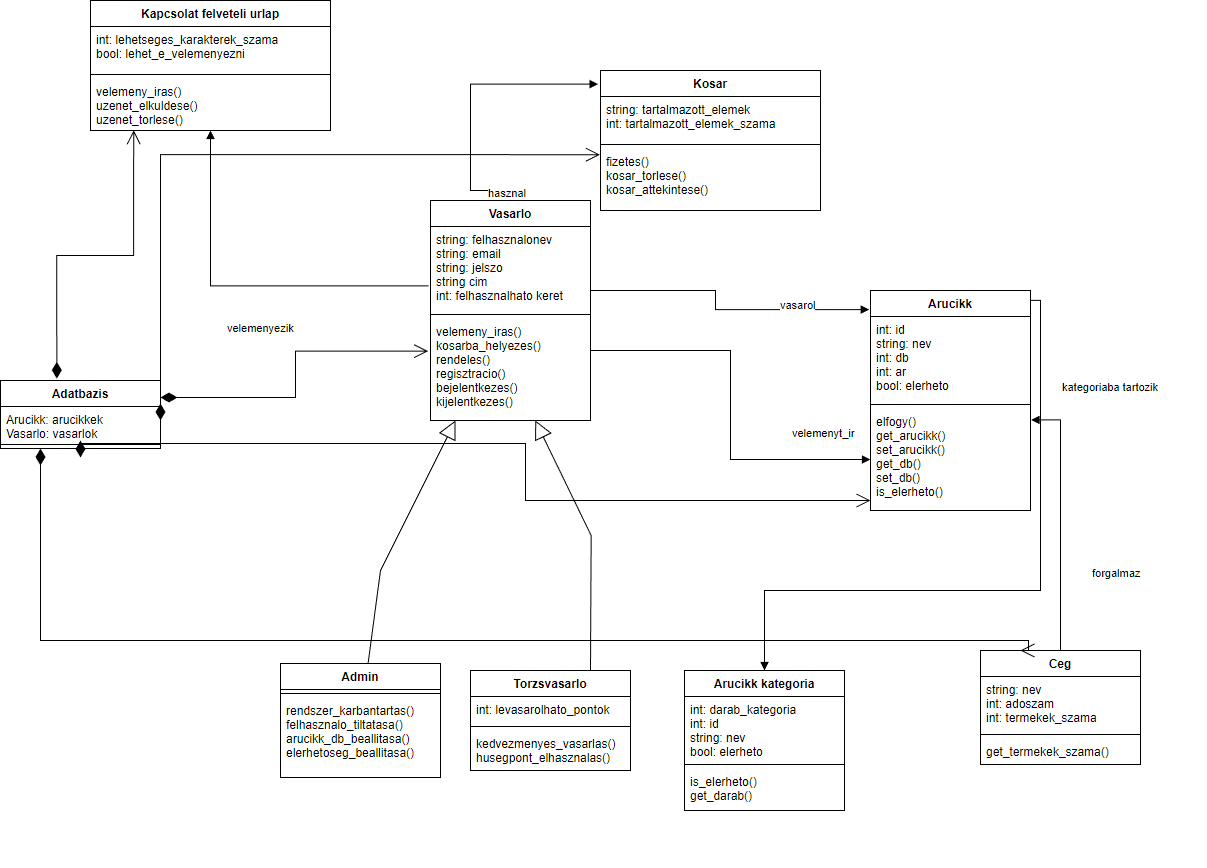 Kapcsolat felveteli urlap
int: lehetseges_karakterek_szama
bool: lehet_e_velemenyezni
velemeny_iras()
uzenet_elkuldese()
uzenet_torlese()
Kosar
string: tartalmazott_elemek
int: tartalmazott_elemek_szama
fizetes()
kosar_torlese()
kosar_attekintese()
hasznal
Vasarlo
string: felhasznalonev
string: email
string: jelszo
string cim
int: felhasznalhato keret
velemeny_iras()
kosarba_helyezes()
rendeles()
regisztracio()
bejelentkezes()
kijelentkezes()
velemenyezik
vasarol
Arucikk
int: id
string: nev
int: db
int: ar
bool: elerheto
elfogy()
get_arucikk()
set_arucikk()
get_db()
set_db()
is_elerheto()
kategoriaba tartozik
velemenyt_ir
Adatbazis
Arucikk: arucikkek
Vasarlo: vasarlok
forgalmaz
Admin
rendszer_karbantartas()
felhasznalo_tiltatasa()
arucikk_db_beallitasa()
elerhetoseg_beallitasa()
Torzsvasarlo
int: levasarolhato_pontok
kedvezmenyes_vasarlas()
husegpont_elhasznalas()
Arucikk kategoria
int: darab_kategoria
int: id
string: nev
bool: elerheto
is_elerheto()
get_darab()
Ceg
string: nev
int: adoszam
int: termekek_szama
get_termekek_szama()